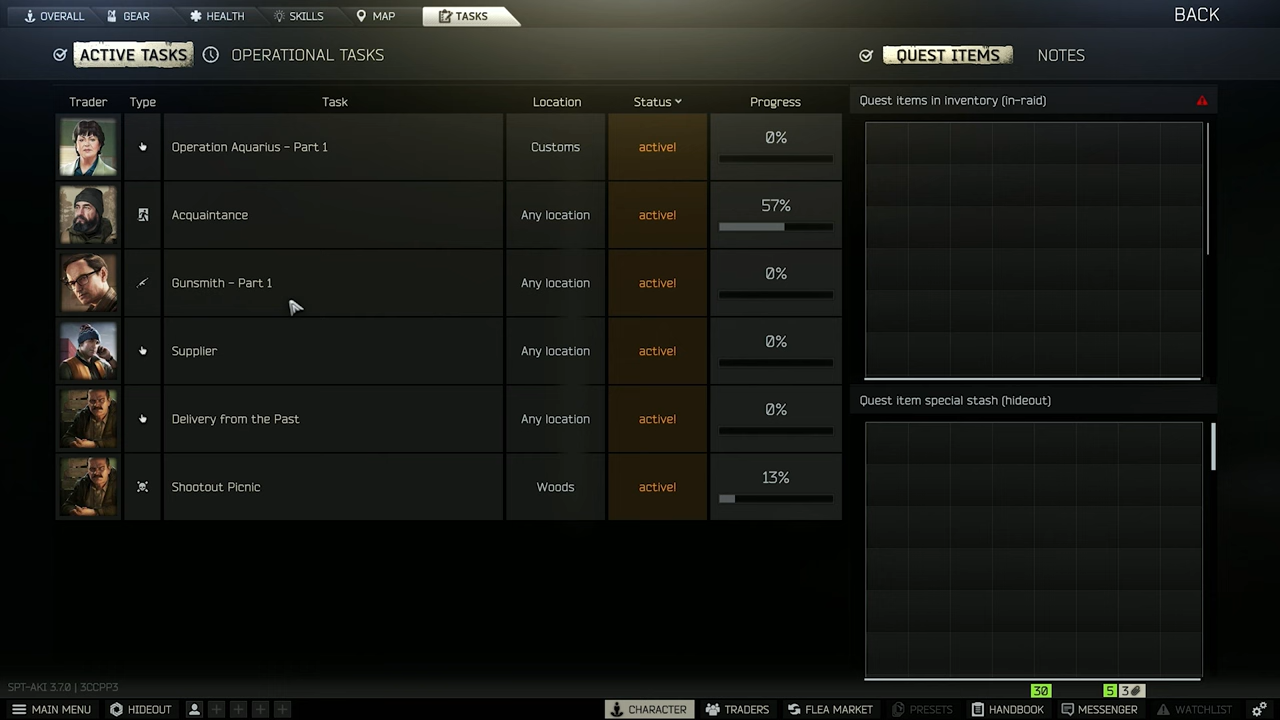 OVERALL GEAR HEALTH SKILLS MAP TASKS BACK
ACTIVE TASKS OPERATIONAL TASKS QUEST ITEMS NOTES
Trader Type Task Location Status Progress
Quest items in inventory (in-raid)
Operation Aquarius - Part 1 Customs active! 0%
Acquaintance Any location active! 57%
Gunsmith - Part 1 Any location active! 0%
Supplier Any location active! 0%
Quest item special stash (hideout)
Delivery from the Past Any location active! 0%
Shootout Picnic Woods active! 13%
SPT-AKI 3.7.0 | 3CCPP3
30 5 3
MAIN MENU HIDEOUT CHARACTER TRADERS FLEA MARKET PRESETS HANDBOOK MESSENGER WATCHLIST